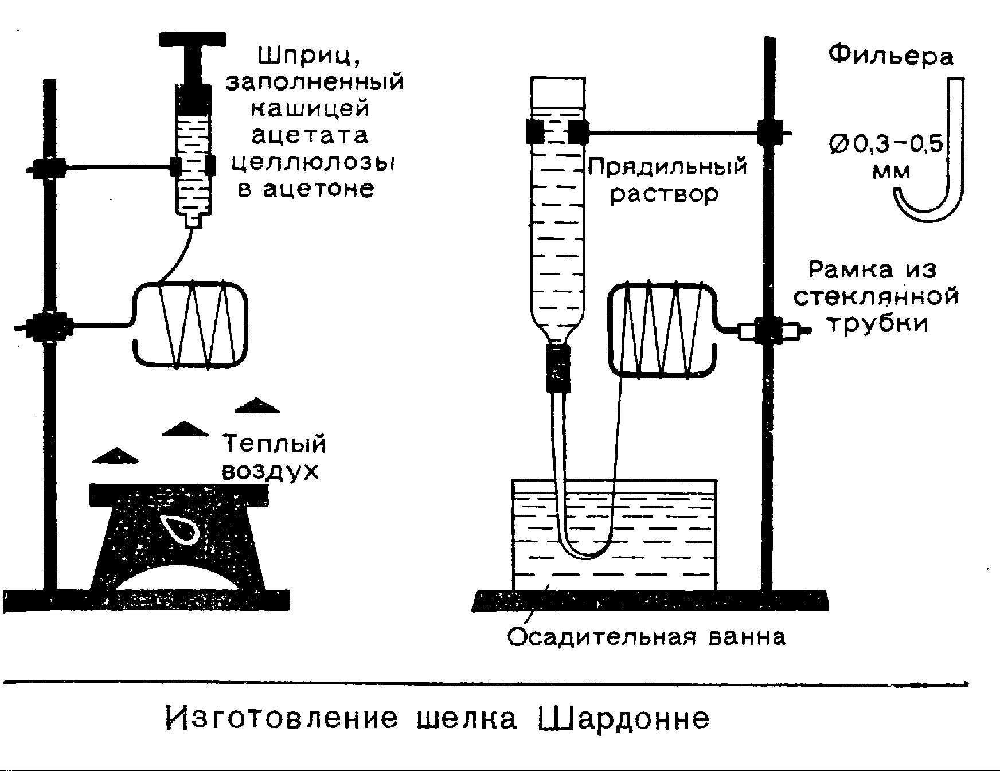 Шприц,
заполненный
кашицей
ацетата
целлюлозы
в ацетоне
Теплый
воздух
Прядильный
раствор
Фильера
Ø0,3–0,5
мм
Рамка из
стеклянной
трубки
Осадительная ванна
Изготовление шелка Шардонне